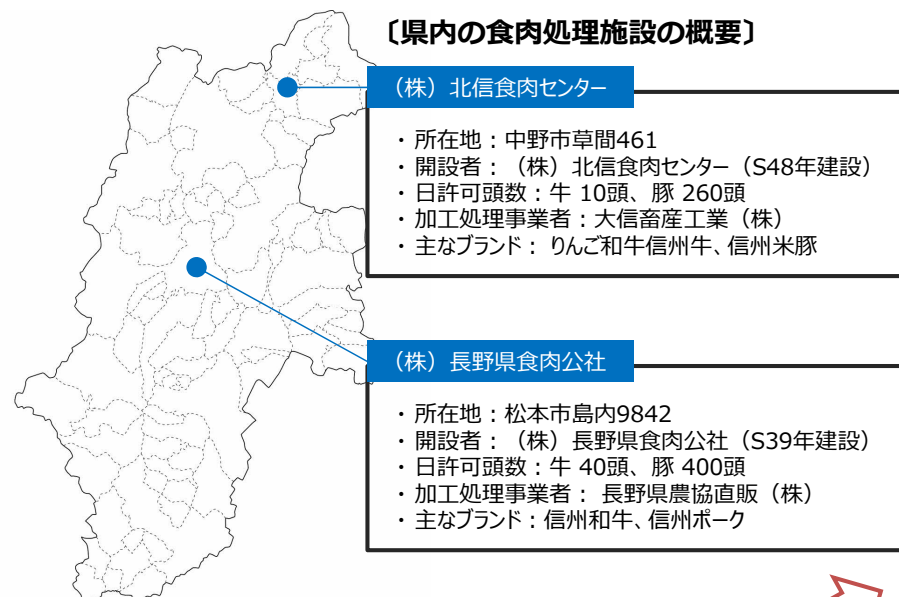 〔県内の食肉処理施設の概要〕
（株）北信食肉センター
・所在地：中野市草間461
・開設者：（株）北信食肉センター（S48年建設）
・日許可頭数：牛 10頭、豚 260頭
・加工処理事業者：大信畜産工業（株）
・主なブランド： りんご和牛信州牛、信州米豚
（株）長野県食肉公社
・所在地：松本市島内9842
・開設者：（株）長野県食肉公社（S39年建設）
・日許可頭数：牛 40頭、豚 400頭
・加工処理事業者： 長野県農協直販（株）
・主なブランド：信州和牛、信州ポーク